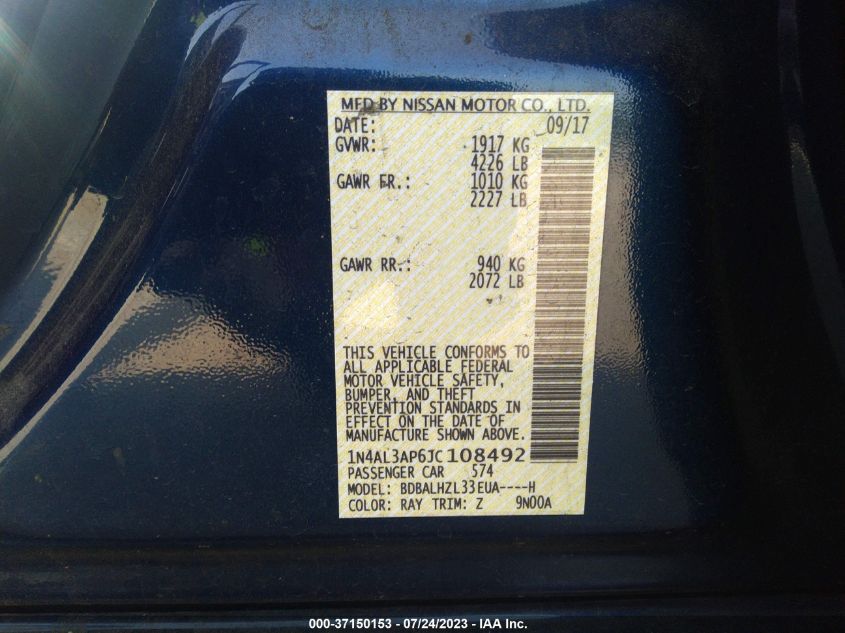 MFD BY NISSAN MOTOR CO., LTD.
DATE: 09/17
GVWR: 1917 KG
4226 LB
GAWR FR.: 1010 KG
2227 LB
GAWR RR.: 940 KG
2072 LB
THIS VEHICLE CONFORMS TO
ALL APPLICABLE FEDERAL
MOTOR VEHICLE SAFETY,
BUMPER, AND THEFT
PREVENTION STANDARDS IN
EFFECT ON THE DATE OF
MANUFACTURE SHOWN ABOVE.
1N4AL3AP6JC108492
PASSENGER CAR 574
MODEL: BDBALHZL33EUA----H
COLOR: RAY TRIM: Z 9N00A
000-37150153 - 07/24/2023 - IAA Inc.